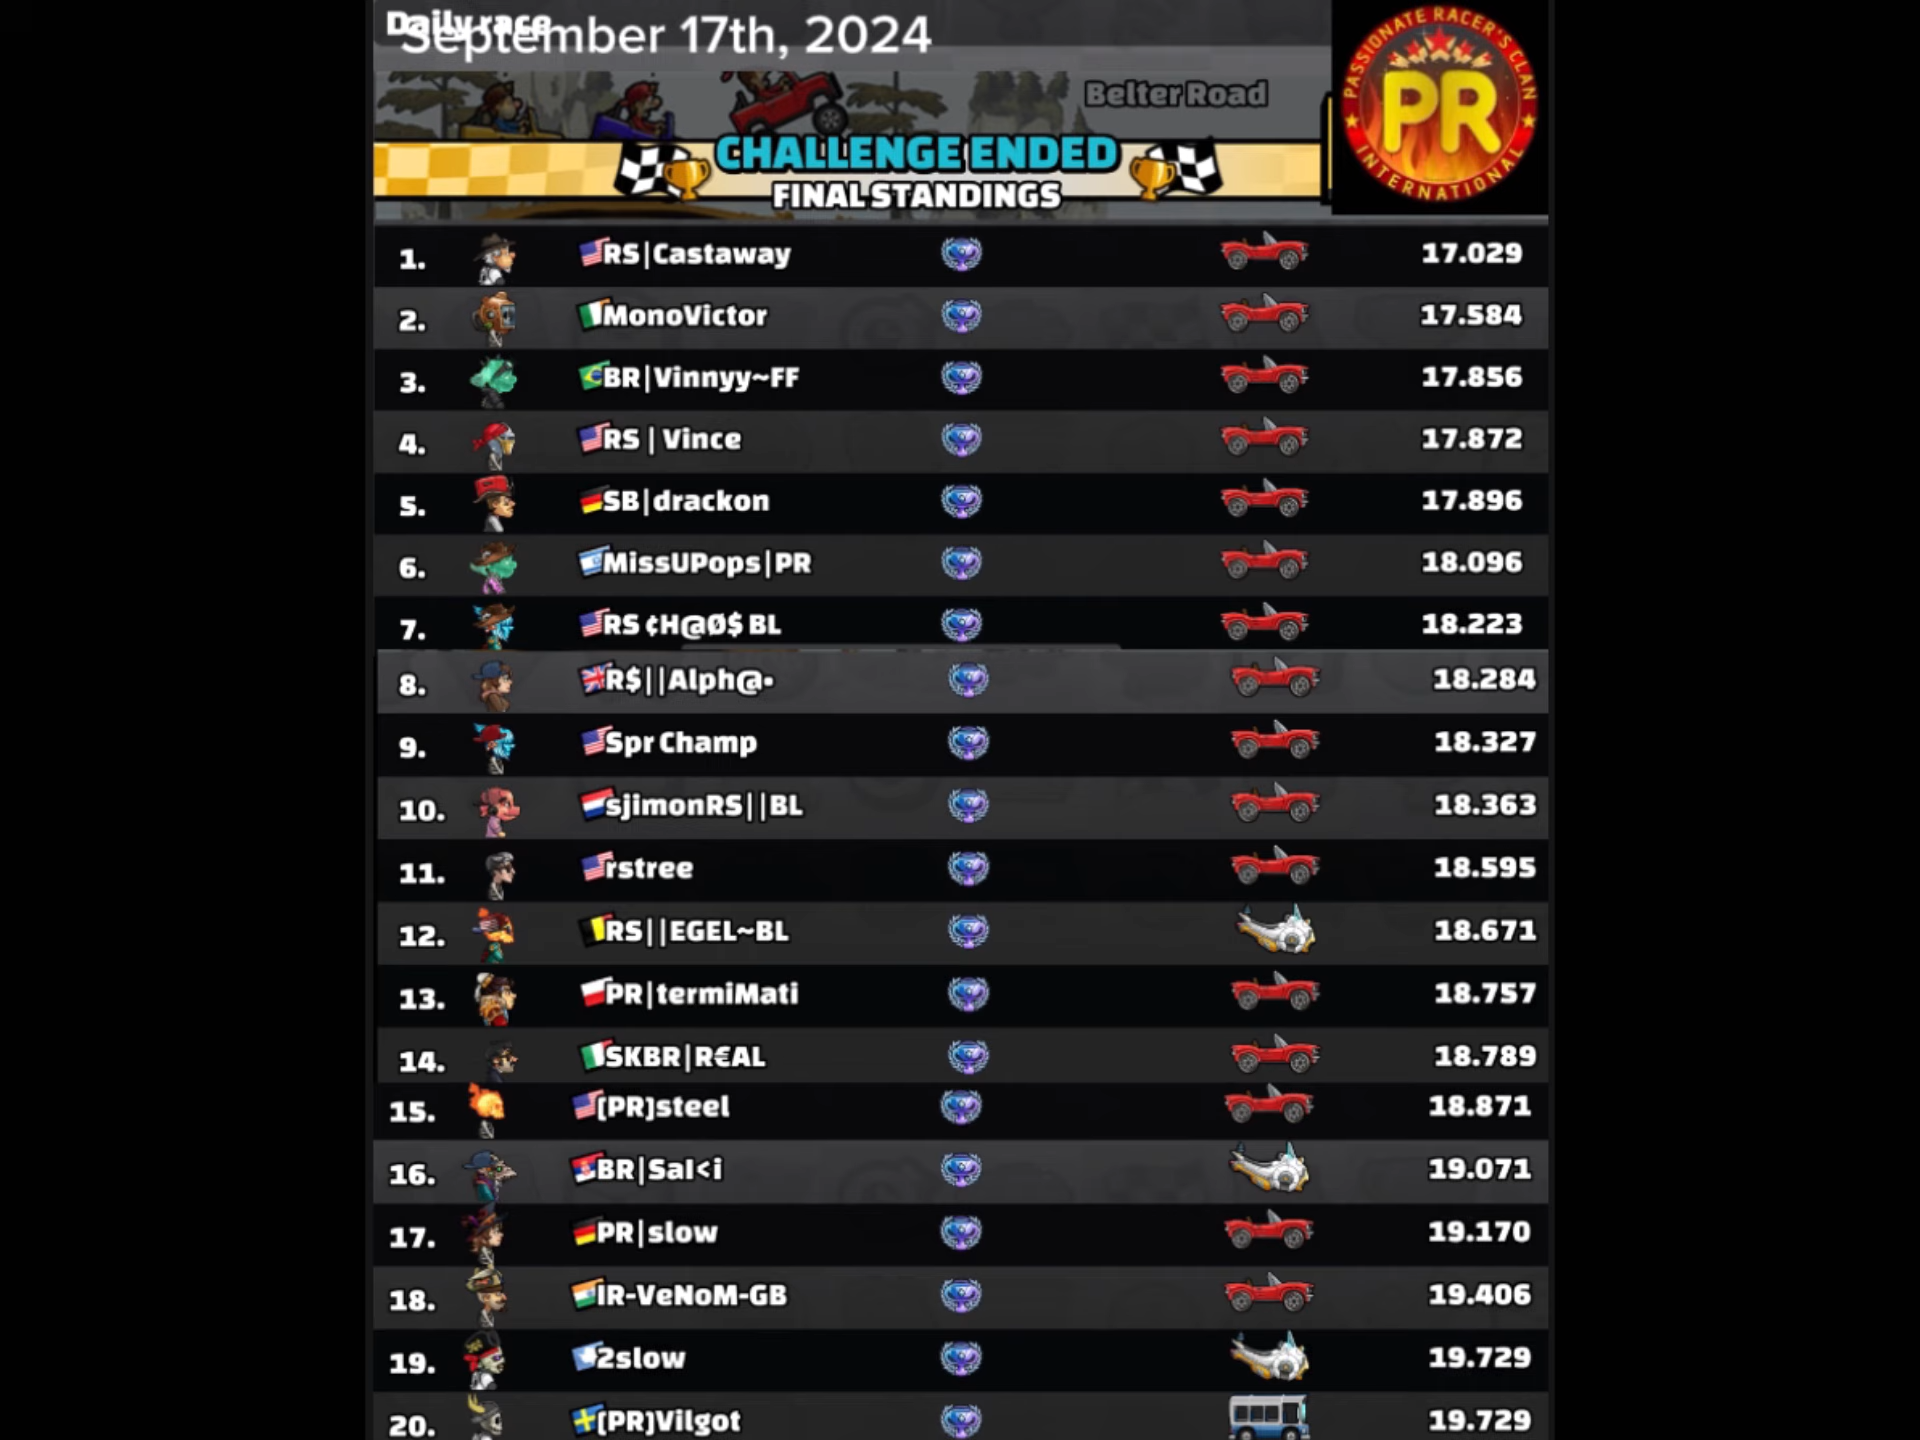 Daily race
September 17th, 2024
Belter Road
PASSIONATE RACER'S CLAN
PR
INTERNATIONAL
CHALLENGE ENDED
FINAL STANDINGS
1. RS|Castaway 17.029
2. MonoVictor 17.584
3. BR|Vinnyy~FF 17.856
4. RS | Vince 17.872
5. SB|drackon 17.896
6. MissUPops|PR 18.096
7. RS ¢H@Ø$ BL 18.223
8. R$||Alph@• 18.284
9. Spr Champ 18.327
10. sjimonRS||BL 18.363
11. rstree 18.595
12. RS||EGEL~BL 18.671
13. PR|termiMati 18.757
14. SKBR|R€AL 18.789
15. [PR]steel 18.871
16. BR|Sal<i 19.071
17. PR|slow 19.170
18. IR-VeNoM-GB 19.406
19. 2slow 19.729
20. [PR]Vilgot 19.729